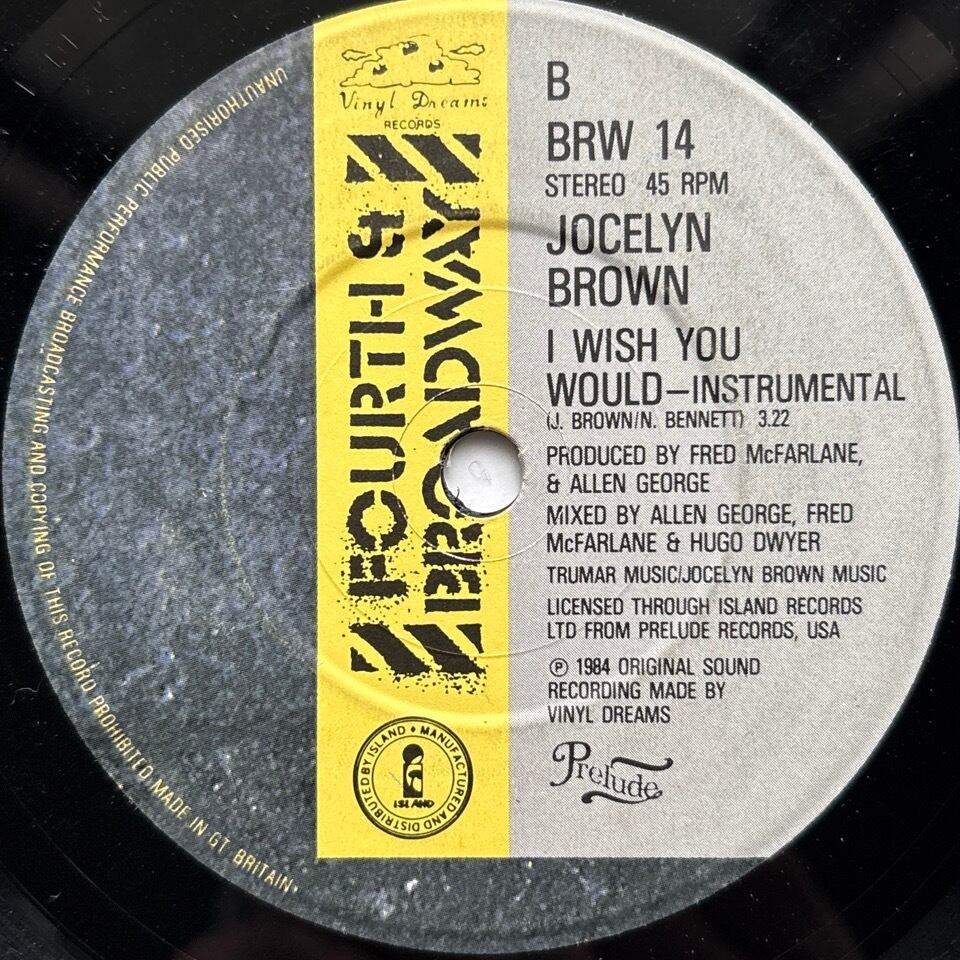 Vinyl Dreams
RECORDS
FOURTH &
BROADWAY
MANUFACTURED AND DISTRIBUTED BY ISLAND
ISLAND
B
BRW 14
STEREO 45 RPM
JOCELYN
BROWN
I WISH YOU
WOULD–INSTRUMENTAL
(J. BROWN/N. BENNETT) 3.22
PRODUCED BY FRED McFARLANE,
& ALLEN GEORGE
MIXED BY ALLEN GEORGE, FRED
McFARLANE & HUGO DWYER
TRUMAR MUSIC/JOCELYN BROWN MUSIC
LICENSED THROUGH ISLAND RECORDS
LTD FROM PRELUDE RECORDS, USA
℗ 1984 ORIGINAL SOUND
RECORDING MADE BY
VINYL DREAMS
Prelude
UNAUTHORISED PUBLIC PERFORMANCE BROADCASTING AND COPYING OF THIS RECORD PROHIBITED MADE IN GT BRITAIN